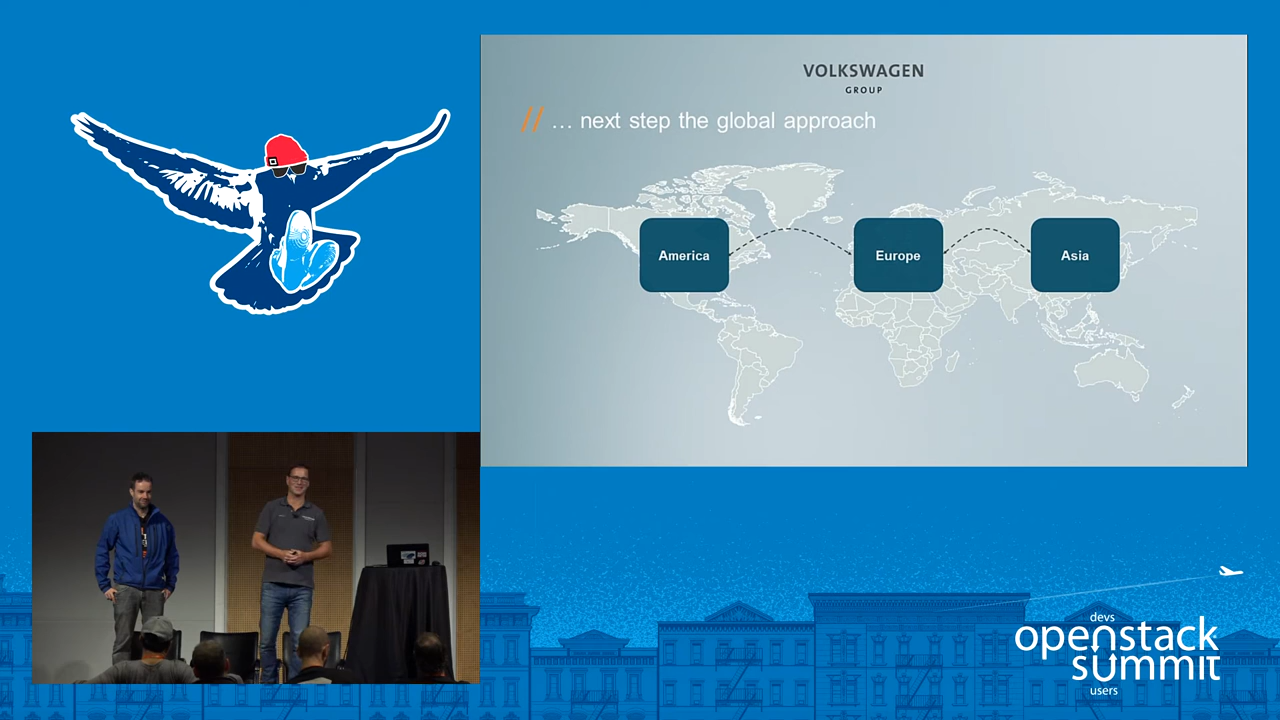 VOLKSWAGEN
GROUP
// ... next step the global approach
America
Europe
Asia
devs
openstack
summit
users